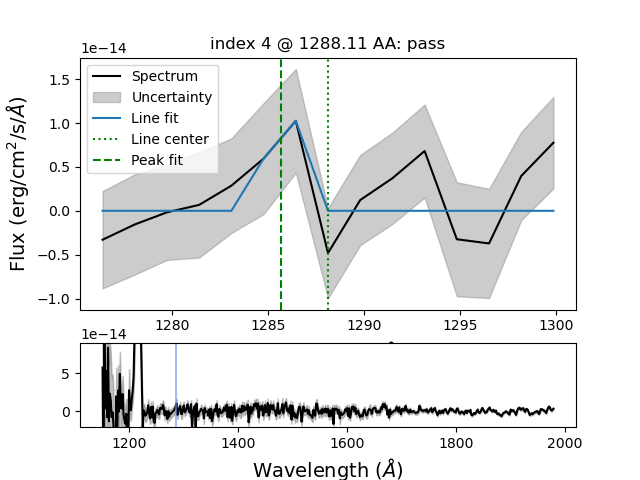 index 4 @ 1288.11 AA: pass
1e−14
Spectrum
Uncertainty
Line fit
Line center
Peak fit
1.5
1.0
0.5
0.0
−0.5
−1.0
Flux (erg/cm²/s/Å)
1280 1285 1290 1295 1300
1e−14
5
0
1200 1400 1600 1800 2000
Wavelength (Å)